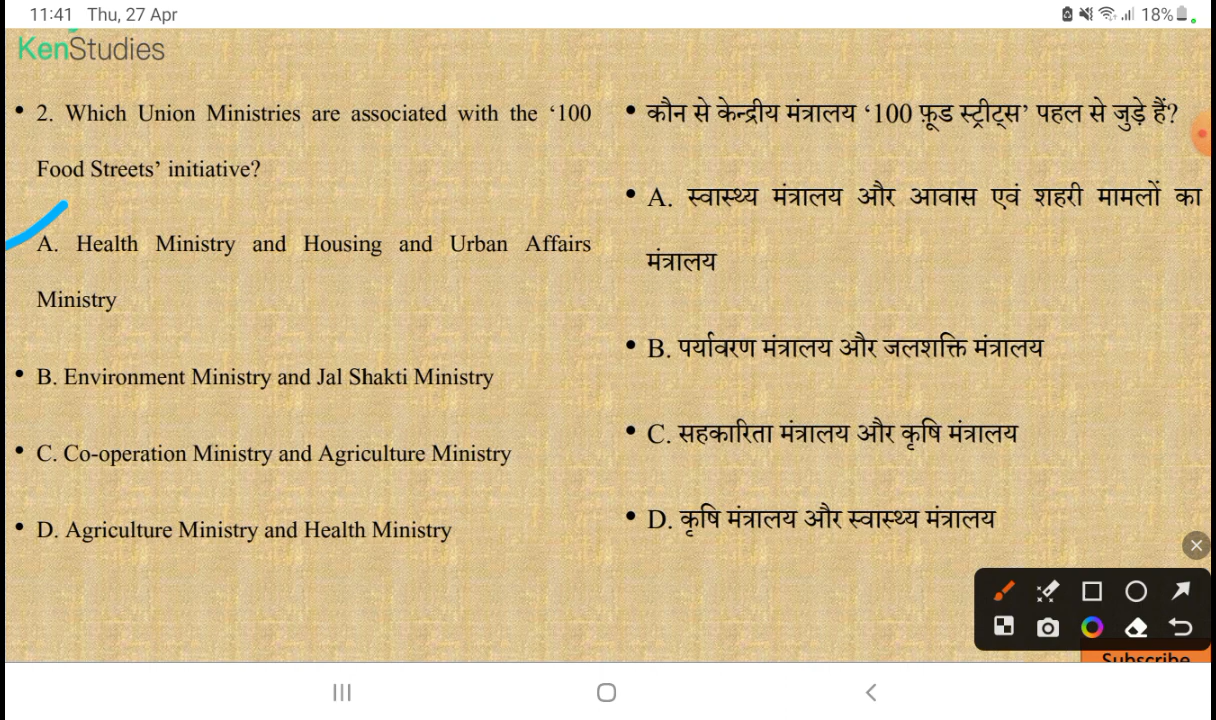 11:41 Thu, 27 Apr 18%
KenStudies
• 2. Which Union Ministries are associated with the ‘100
Food Streets’ initiative?
A. Health Ministry and Housing and Urban Affairs
Ministry
• B. Environment Ministry and Jal Shakti Ministry
• C. Co-operation Ministry and Agriculture Ministry
• D. Agriculture Ministry and Health Ministry
• कौन से केन्द्रीय मंत्रालय ‘100 फ़ूड स्ट्रीट्स’ पहल से जुड़े हैं?
• A. स्वास्थ्य मंत्रालय और आवास एवं शहरी मामलों का
मंत्रालय
• B. पर्यावरण मंत्रालय और जलशक्ति मंत्रालय
• C. सहकारिता मंत्रालय और कृषि मंत्रालय
• D. कृषि मंत्रालय और स्वास्थ्य मंत्रालय
Subscribe